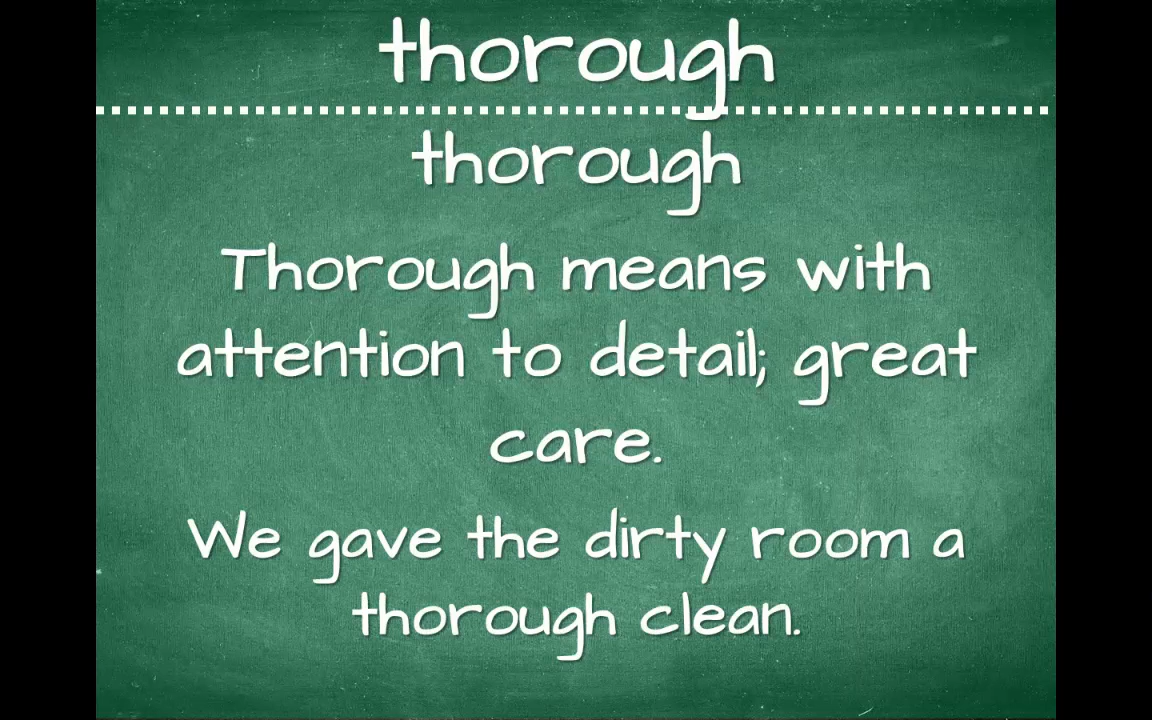 thorough
thorough
Thorough means with
attention to detail; great
care.
We gave the dirty room a
thorough clean.